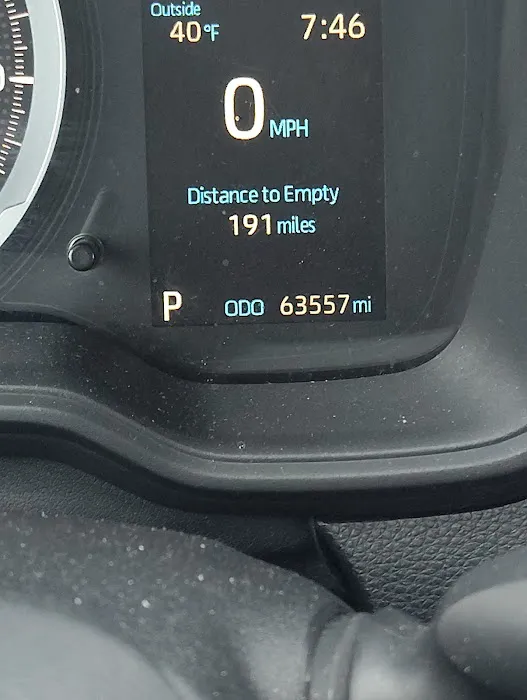 Outside
40°F 7:46
0 MPH
Distance to Empty
191 miles
P ODO 63557 mi